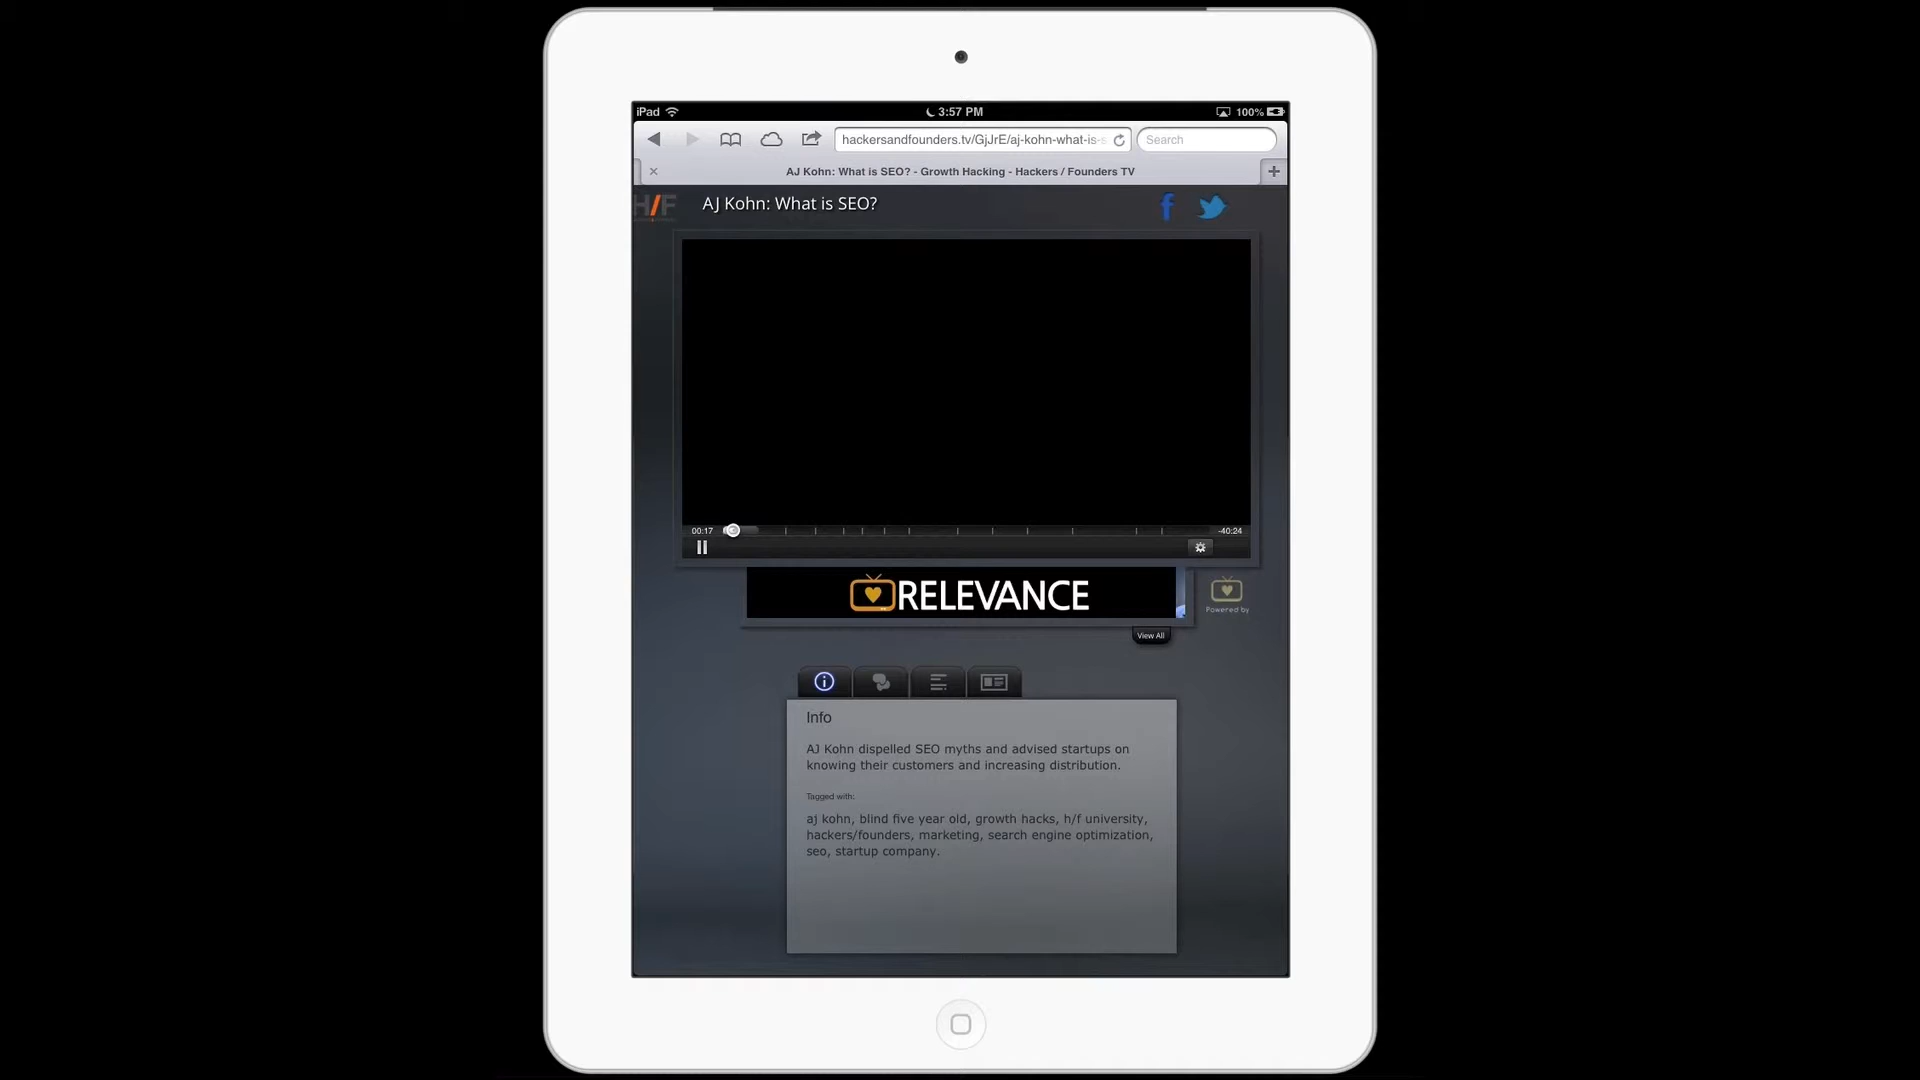 iPad
3:57 PM
100%
hackersandfounders.tv/GjJrE/aj-kohn-what-is-s
Search
AJ Kohn: What is SEO? - Growth Hacking - Hackers / Founders TV
H/F
AJ Kohn: What is SEO?
00:17
-40:24
RELEVANCE
Powered by
View All
Info
AJ Kohn dispelled SEO myths and advised startups on
knowing their customers and increasing distribution.
Tagged with:
aj kohn, blind five year old, growth hacks, h/f university,
hackers/founders, marketing, search engine optimization,
seo, startup company.